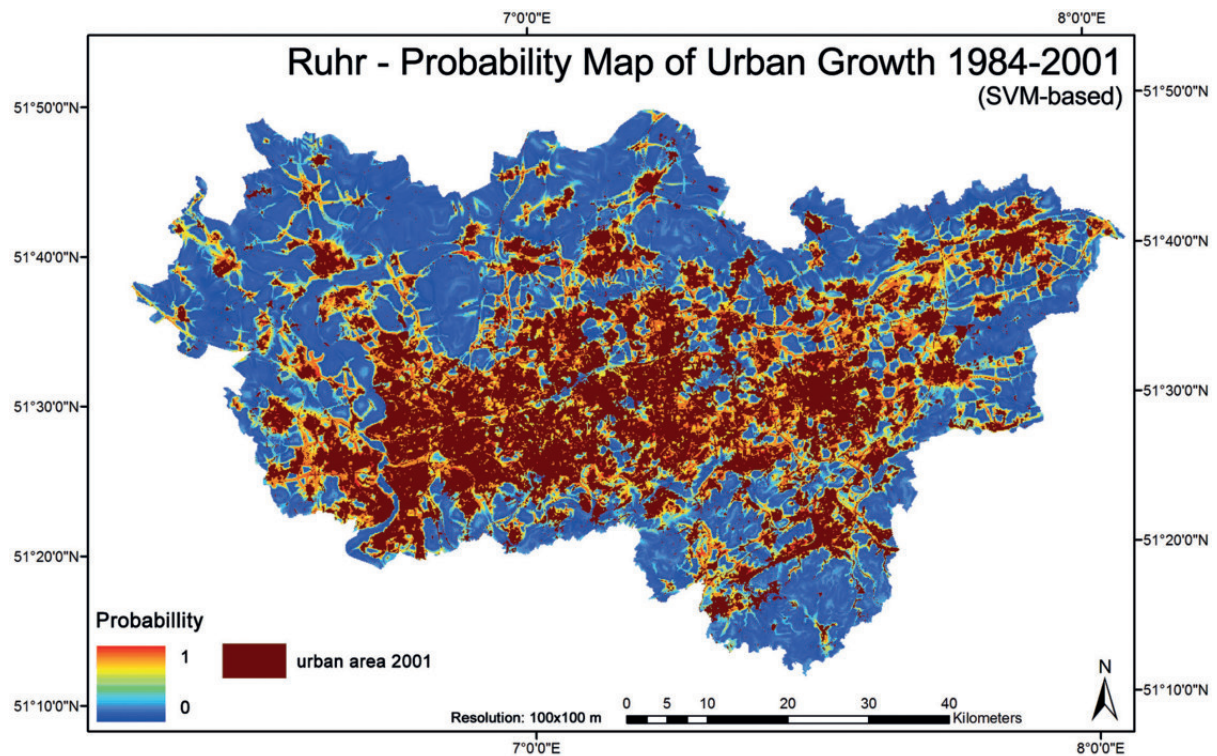 7°0'0"E 8°0'0"E
Ruhr - Probability Map of Urban Growth 1984-2001
(SVM-based)
51°50'0"N 51°50'0"N
51°40'0"N 51°40'0"N
51°30'0"N 51°30'0"N
51°20'0"N 51°20'0"N
Probabillity
1
urban area 2001
0
N
51°10'0"N 51°10'0"N
Resolution: 100x100 m
0 5 10 20 30 40
Kilometers
7°0'0"E 8°0'0"E